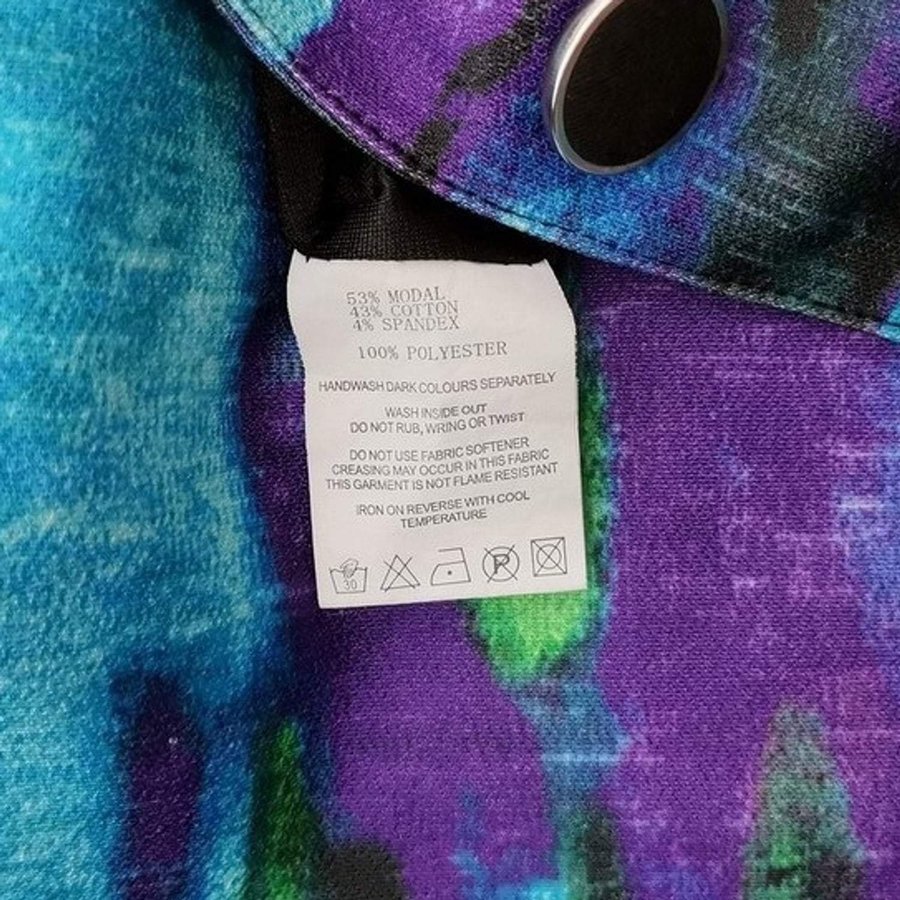 53% MODAL
43% COTTON
4% SPANDEX
100% POLYESTER
HANDWASH DARK COLOURS SEPARATELY
WASH INSIDE OUT
DO NOT RUB, WRING OR TWIST
DO NOT USE FABRIC SOFTENER
CREASING MAY OCCUR IN THIS FABRIC
THIS GARMENT IS NOT FLAME RESISTANT
IRON ON REVERSE WITH COOL
TEMPERATURE
30 P